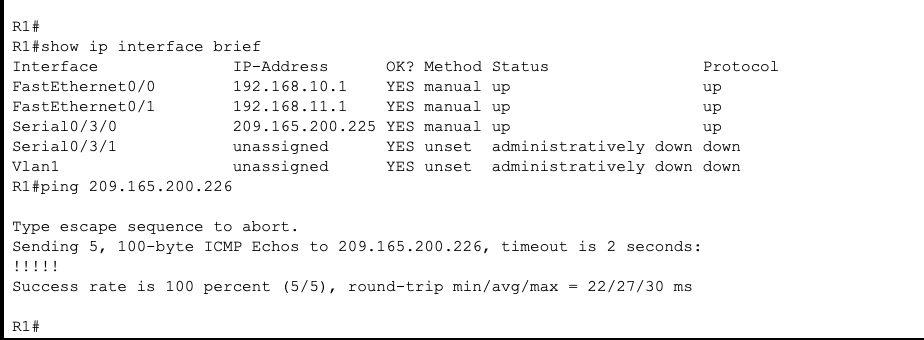 R1#
R1#show ip interface brief
Interface              IP-Address      OK? Method Status                Protocol
FastEthernet0/0        192.168.10.1    YES manual up                    up
FastEthernet0/1        192.168.11.1    YES manual up                    up
Serial0/3/0            209.165.200.225 YES manual up                    up
Serial0/3/1            unassigned      YES unset  administratively down down
Vlan1                  unassigned      YES unset  administratively down down
R1#ping 209.165.200.226
Type escape sequence to abort.
Sending 5, 100-byte ICMP Echos to 209.165.200.226, timeout is 2 seconds:
!!!!!
Success rate is 100 percent (5/5), round-trip min/avg/max = 22/27/30 ms
R1#